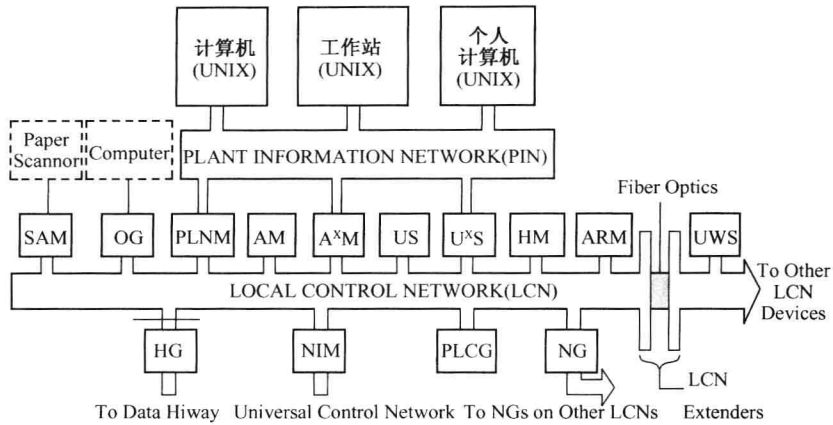 计算机
(UNIX)
工作站
(UNIX)
个人
计算机
(UNIX)
Paper
Scannor
Computer
PLANT INFORMATION NETWORK(PIN)
Fiber Optics
SAM
OG
PLNM
AM
AˣM
US
UˣS
HM
ARM
UWS
LOCAL CONTROL NETWORK(LCN)
To Other
LCN
Devices
HG
NIM
PLCG
NG
LCN
Extenders
To Data Hiway
Universal Control Network
To NGs on Other LCNs